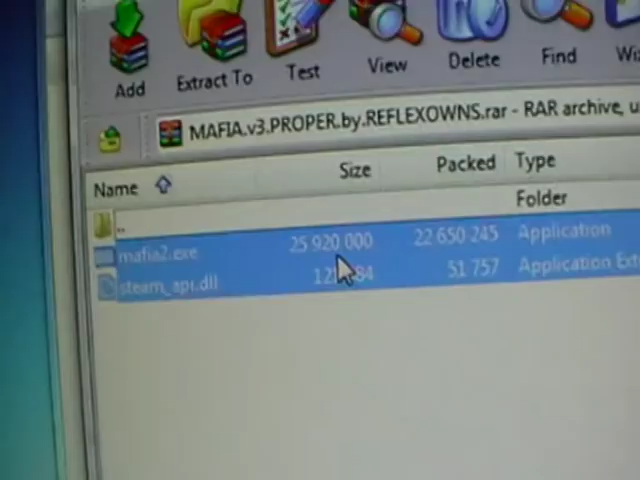 Add Extract To Test View Delete Find
MAFIA.v3.PROPER.by.REFLEXOWNS.rar - RAR archive, u
Name Size Packed Type
.. Folder
mafia2.exe 25 920 000 22 650 245 Application
steam_api.dll 51 757 Application Ext